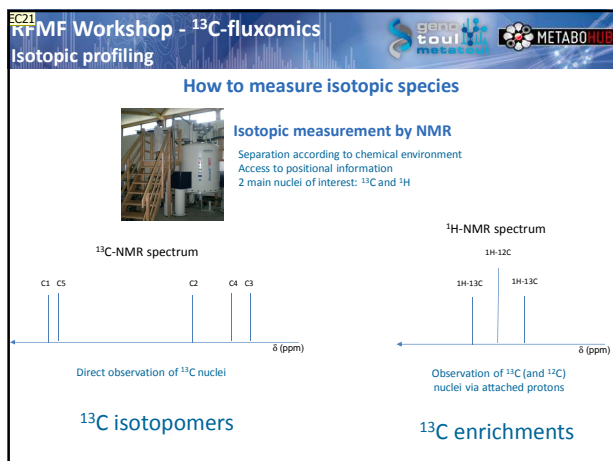 EC21
RFMF Workshop - ¹³C-fluxomics
Isotopic profiling
geno
toul
metatoul
METABOHUB
How to measure isotopic species
Isotopic measurement by NMR
Separation according to chemical environment
Access to positional information
2 main nuclei of interest: ¹³C and ¹H
¹³C-NMR spectrum
C1 C5 C2 C4 C3
δ (ppm)
Direct observation of ¹³C nuclei
¹³C isotopomers
¹H-NMR spectrum
1H-12C
1H-13C 1H-13C
δ (ppm)
Observation of ¹³C (and ¹²C)
nuclei via attached protons
¹³C enrichments